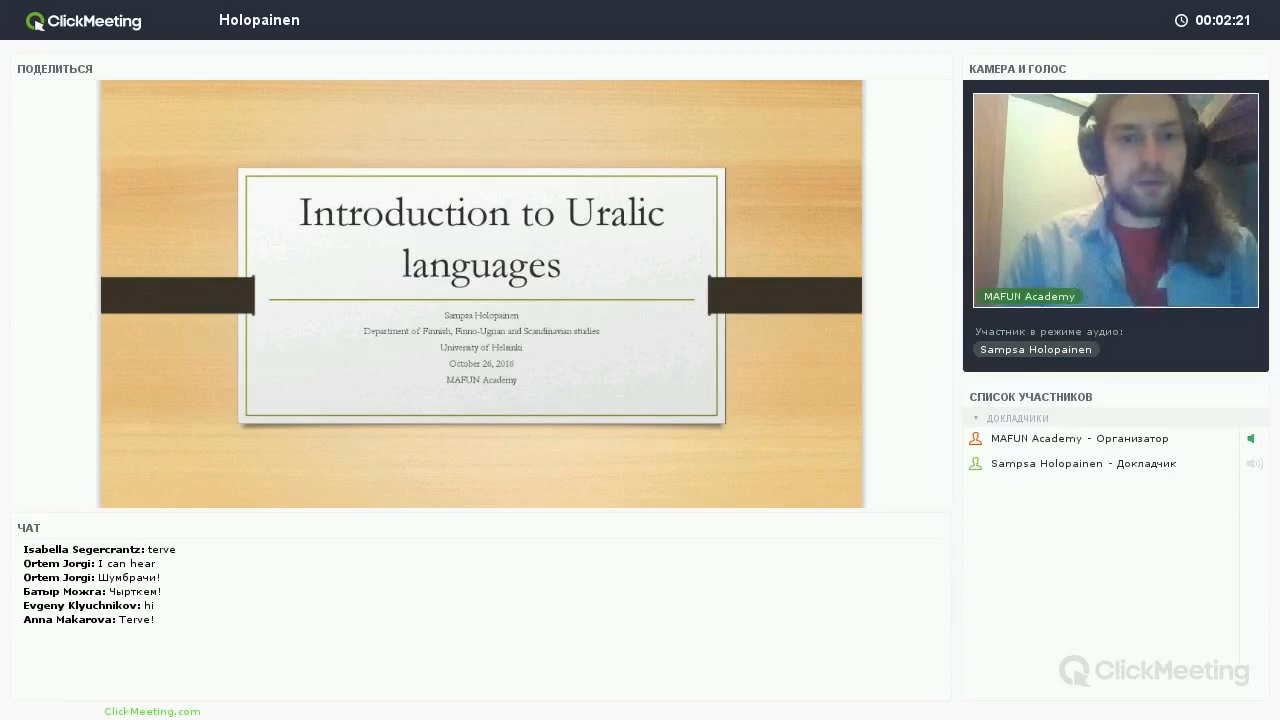 ClickMeeting
Holopainen
00:02:21
ПОДЕЛИТЬСЯ
Introduction to Uralic
languages
Sampsa Holopainen
Department of Finnish, Finno-Ugrian and Scandinavian studies
University of Helsinki
October 26, 2016
MAFUN Academy
КАМЕРА И ГОЛОС
MAFUN Academy
Участник в режиме аудио:
Sampsa Holopainen
СПИСОК УЧАСТНИКОВ
ДОКЛАДЧИКИ
MAFUN Academy - Организатор
Sampsa Holopainen - Докладчик
ЧАТ
Isabella Segercrantz: terve
Ortem Jorgi: I can hear
Ortem Jorgi: Шумбрачи!
Батыр Можга: Чырткем!
Evgeny Klyuchnikov: hi
Anna Makarova: Terve!
ClickMeeting
ClickMeeting.com